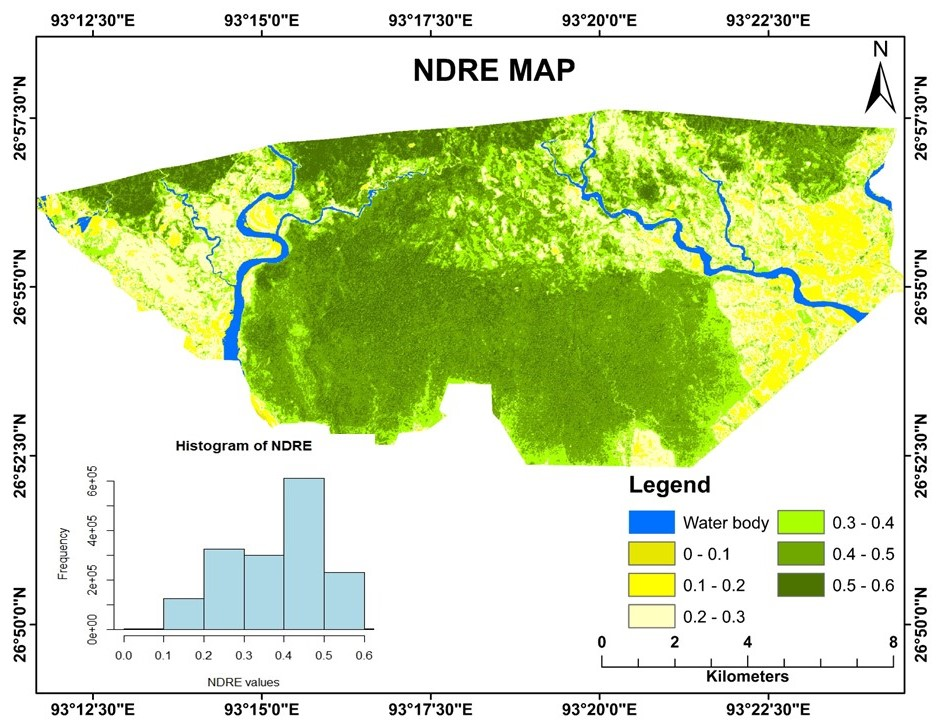 93°12'30"E 93°15'0"E 93°17'30"E 93°20'0"E 93°22'30"E
NDRE MAP
N
26°57'30"N 26°57'30"N
26°55'0"N 26°55'0"N
26°52'30"N 26°52'30"N
26°50'0"N 26°50'0"N
Histogram of NDRE
Frequency
6e+05
4e+05
2e+05
0e+00
0.0 0.1 0.2 0.3 0.4 0.5 0.6
NDRE values
Legend
Water body
0 - 0.1
0.1 - 0.2
0.2 - 0.3
0.3 - 0.4
0.4 - 0.5
0.5 - 0.6
0 2 4 8
Kilometers
93°12'30"E 93°15'0"E 93°17'30"E 93°20'0"E 93°22'30"E